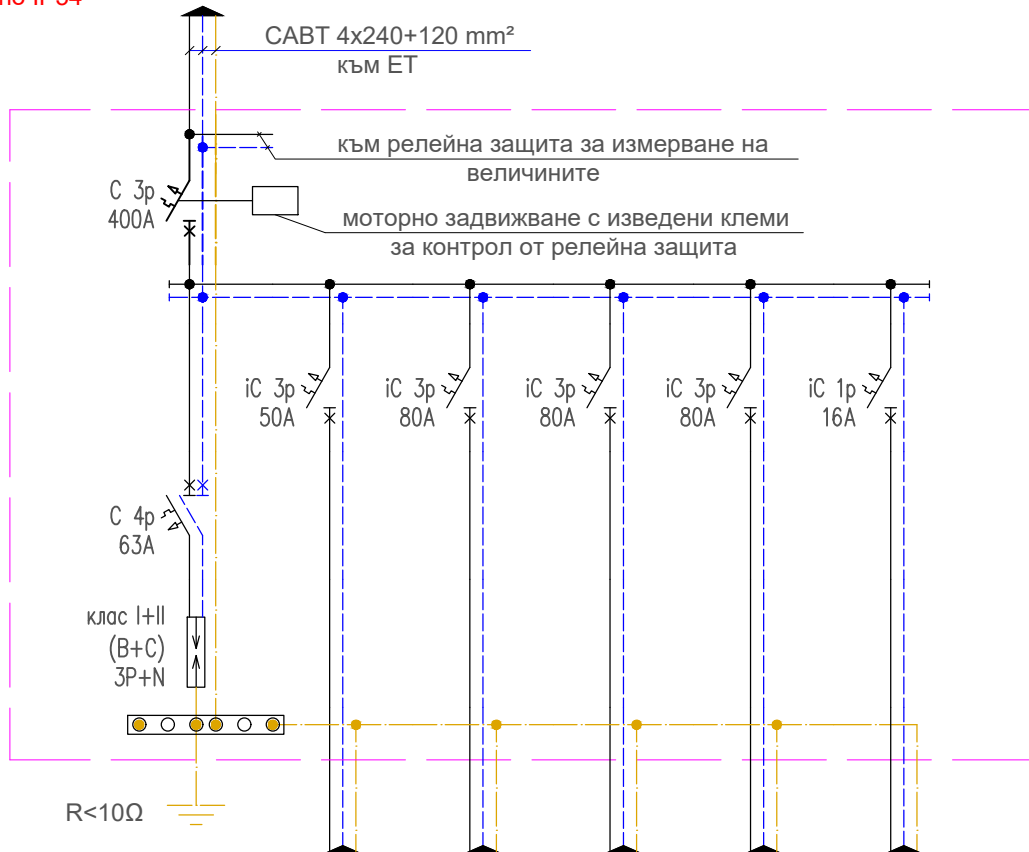 САВТ 4x240+120 mm²
към ЕТ
към релейна защита за измерване на
величините
C 3p
400A
моторно задвижване с изведени клеми
за контрол от релейна защита
iC 3p
50A
iC 3p
80A
iC 3p
80A
iC 3p
80A
iC 1p
16A
C 4p
63A
клас I+II
(B+C)
3P+N
R<10Ω